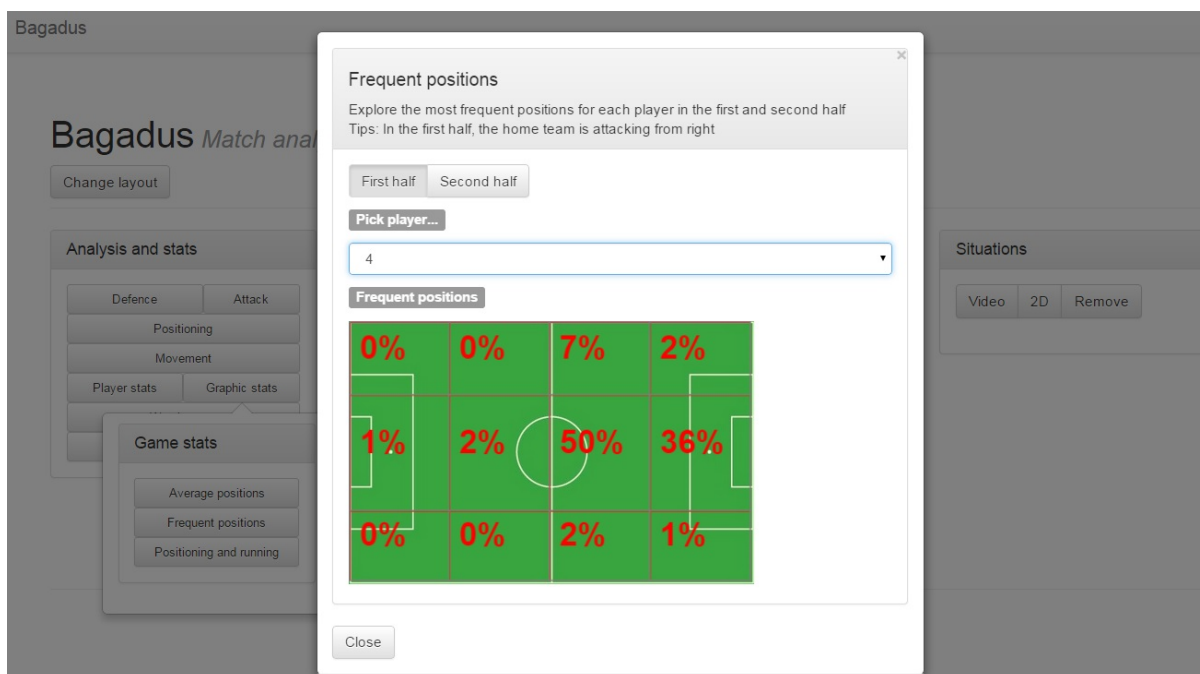 Bagadus
Bagadus Match anal
Change layout
Analysis and stats
Defence Attack
Positioning
Movement
Player stats Graphic stats
Game stats
Average positions
Frequent positions
Positioning and running
×
Frequent positions
Explore the most frequent positions for each player in the first and second half
Tips: In the first half, the home team is attacking from right
First half Second half
Pick player...
4
Frequent positions
0% 0% 7% 2%
1% 2% 50% 36%
0% 0% 2% 1%
Close
Situations
Video 2D Remove